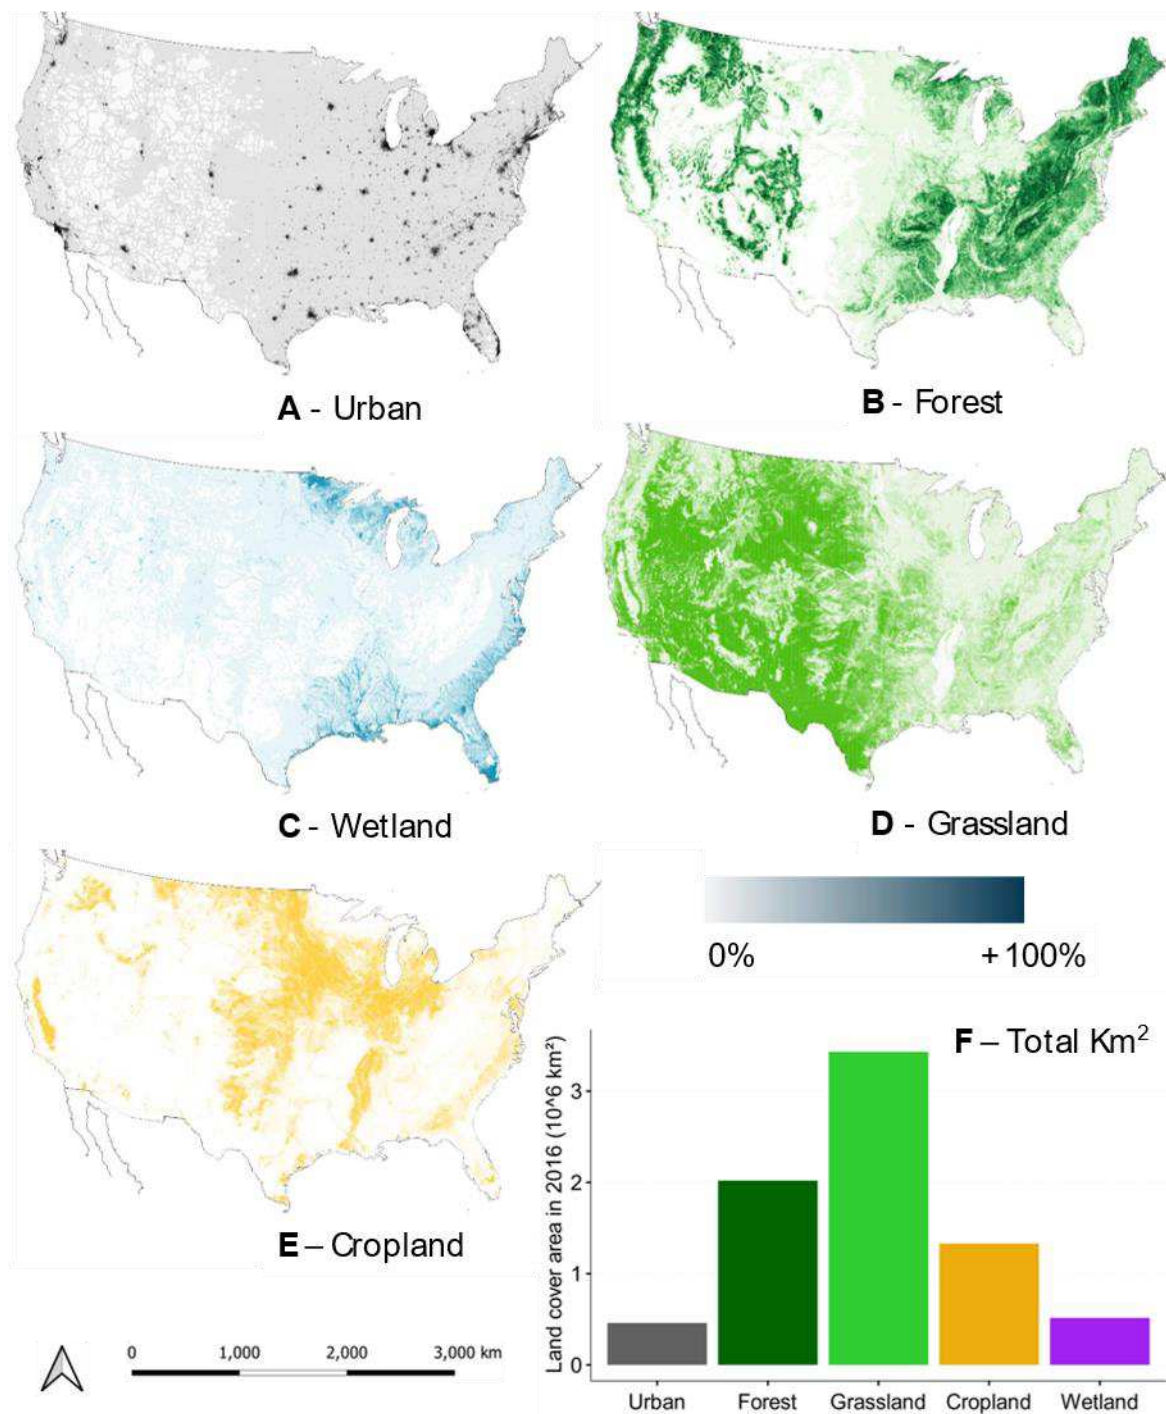 A - Urban
B - Forest
C - Wetland
D - Grassland
0%
+100%
E – Cropland
F – Total Km²
Land cover area in 2016 (10^6 km²)
3
2
1
0
Urban
Forest
Grassland
Cropland
Wetland
0
1,000
2,000
3,000 km